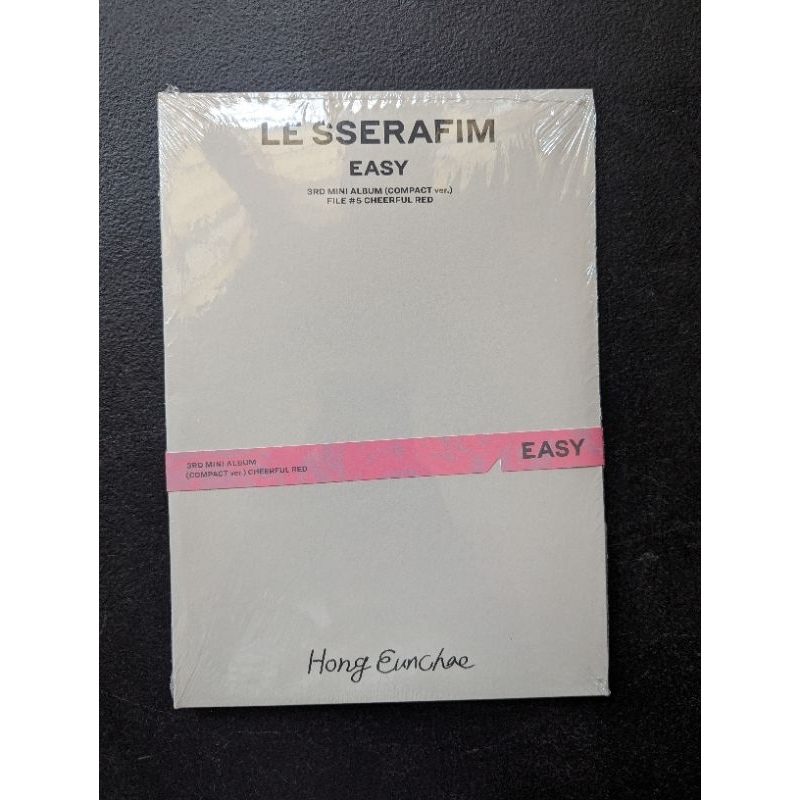 LE SSERAFIM
EASY
3RD MINI ALBUM (COMPACT ver.)
FILE #5 CHEERFUL RED
3RD MINI ALBUM
(COMPACT ver.) CHEERFUL RED
EASY
Hong Eunchae